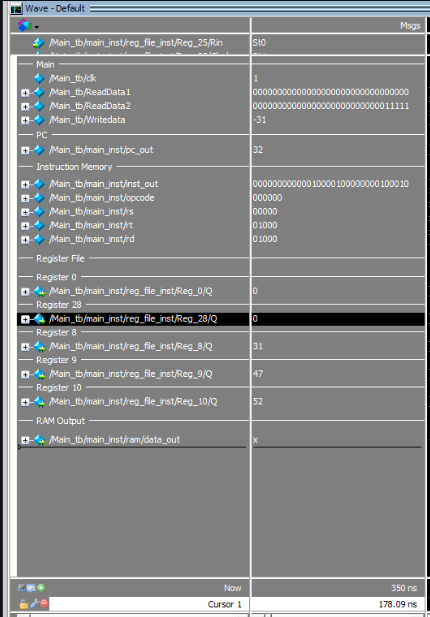 Wave - Default
Msgs
/Main_tb/main_inst/reg_file_inst/Reg_25/Rin St0
Main
/Main_tb/clk 1
/Main_tb/ReadData1 00000000000000000000000000000000
/Main_tb/ReadData2 00000000000000000000000000011111
/Main_tb/Writedata -31
PC
/Main_tb/main_inst/pc_out 32
Instruction Memory
/Main_tb/main_inst/inst_out 00000000000010000100000000100010
/Main_tb/main_inst/opcode 000000
/Main_tb/main_inst/rs 00000
/Main_tb/main_inst/rt 01000
/Main_tb/main_inst/rd 01000
Register File
Register 0
/Main_tb/main_inst/reg_file_inst/Reg_0/Q 0
Register 28
/Main_tb/main_inst/reg_file_inst/Reg_28/Q 0
Register 8
/Main_tb/main_inst/reg_file_inst/Reg_8/Q 31
Register 9
/Main_tb/main_inst/reg_file_inst/Reg_9/Q 47
Register 10
/Main_tb/main_inst/reg_file_inst/Reg_10/Q 52
RAM Output
/Main_tb/main_inst/ram/data_out x
Now 350 ns
Cursor 1 178.09 ns